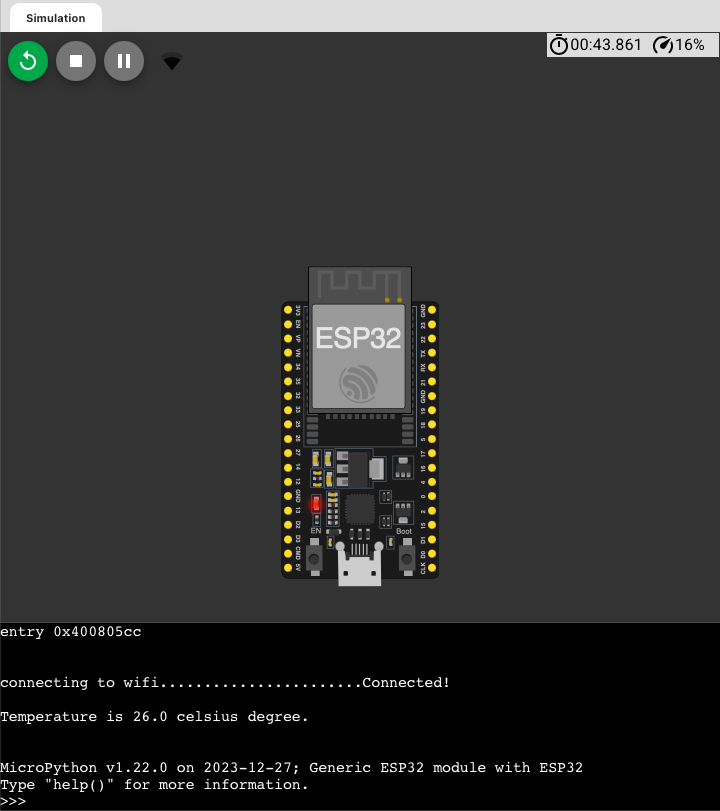 Simulation
00:43.861 16%
ESP32
3V3
EN
VP
VN
34
35
32
33
25
26
27
14
12
GND
13
D2
D3
CMD
5V
GND
23
22
TX
RX
21
GND
19
18
5
17
16
4
0
2
15
D1
D0
CLK
EN
Boot
entry 0x400805cc
connecting to wifi.......................Connected!
Temperature is 26.0 celsius degree.
MicroPython v1.22.0 on 2023-12-27; Generic ESP32 module with ESP32
Type "help()" for more information.
>>>